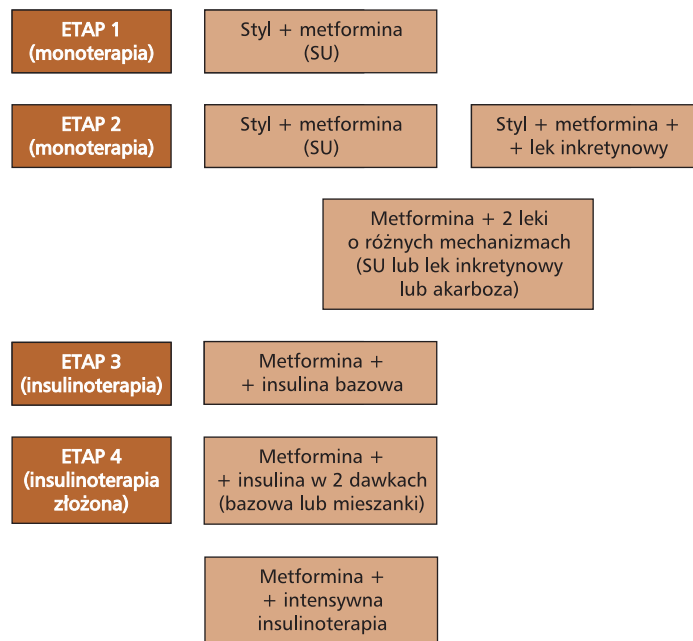 ETAP 1
(monoterapia)
Styl + metformina
(SU)
ETAP 2
(monoterapia)
Styl + metformina
(SU)
Styl + metformina +
+ lek inkretynowy
Metformina + 2 leki
o różnych mechanizmach
(SU lub lek inkretynowy
lub akarboza)
ETAP 3
(insulinoterapia)
Metformina +
+ insulina bazowa
ETAP 4
(insulinoterapia
złożona)
Metformina +
+ insulina w 2 dawkach
(bazowa lub mieszanki)
Metformina +
+ intensywna
insulinoterapia